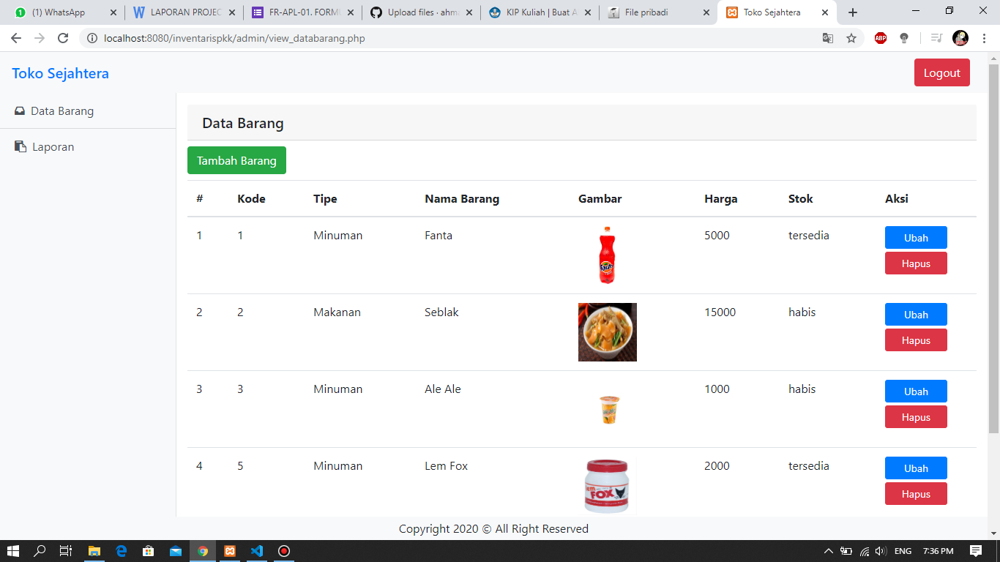 (1) WhatsApp
LAPORAN PROJEC
FR-APL-01. FORMU
Upload files · ahma
KIP Kuliah | Buat A
File pribadi
Toko Sejahtera
localhost:8080/inventarispkk/admin/view_databarang.php
ABP
Toko Sejahtera
Logout
Data Barang
Laporan
Data Barang
Tambah Barang
# Kode Tipe Nama Barang Gambar Harga Stok Aksi
1 1 Minuman Fanta 5000 tersedia
Ubah
Hapus
2 2 Makanan Seblak 15000 habis
Ubah
Hapus
3 3 Minuman Ale Ale 1000 habis
Ubah
Hapus
4 5 Minuman Lem Fox 2000 tersedia
lem
FOX
Ubah
Hapus
Copyright 2020 © All Right Reserved
ENG
7:36 PM